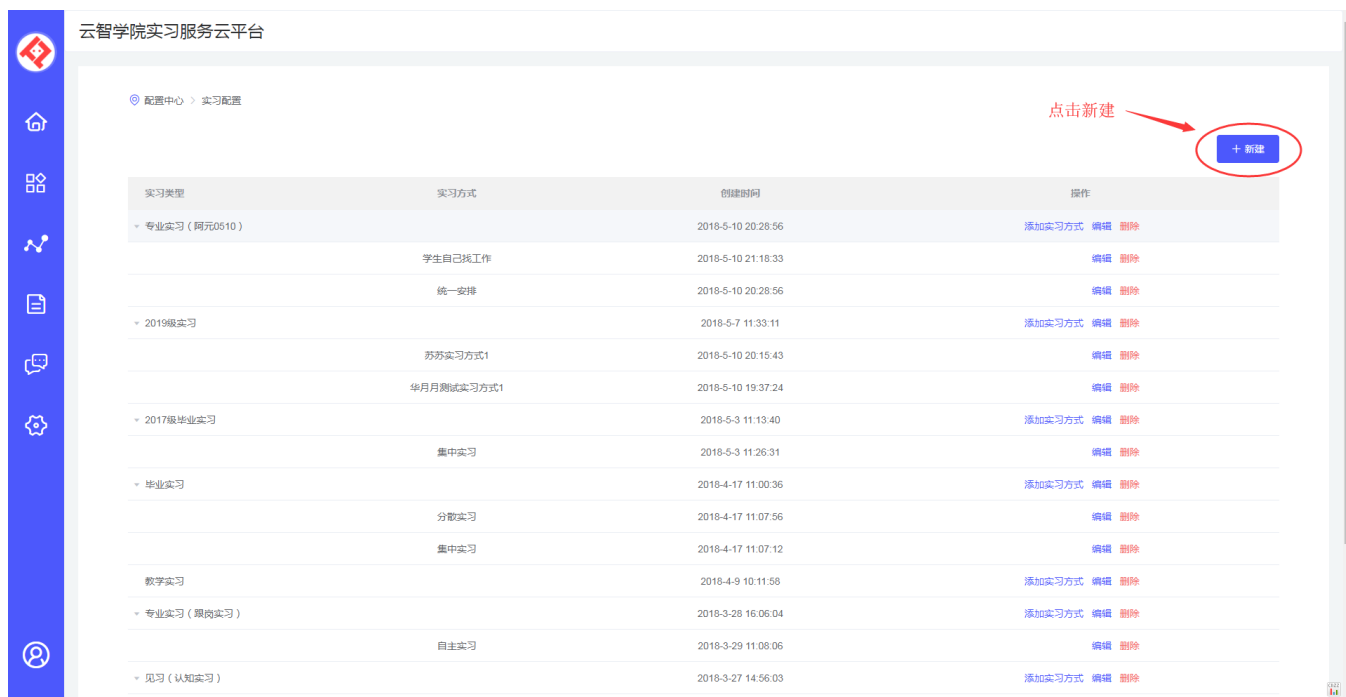 云智学院实习服务云平台
配置中心 > 实习配置
点击新建
+ 新建
实习类型 实习方式 创建时间 操作
专业实习 ( 阿元0510 ) 2018-5-10 20:28:56 添加实习方式 编辑 删除
学生自己找工作 2018-5-10 21:18:33 编辑 删除
统一安排 2018-5-10 20:28:56 编辑 删除
2019级实习 2018-5-7 11:33:11 添加实习方式 编辑 删除
苏苏实习方式1 2018-5-10 20:15:43 编辑 删除
华月月测试实习方式1 2018-5-10 19:37:24 编辑 删除
2017级毕业实习 2018-5-3 11:13:40 添加实习方式 编辑 删除
集中实习 2018-5-3 11:26:31 编辑 删除
毕业实习 2018-4-17 11:00:36 添加实习方式 编辑 删除
分散实习 2018-4-17 11:07:56 编辑 删除
集中实习 2018-4-17 11:07:12 编辑 删除
教学实习 2018-4-9 10:11:58 添加实习方式 编辑 删除
专业实习 ( 跟岗实习 ) 2018-3-28 16:06:04 添加实习方式 编辑 删除
自主实习 2018-3-29 11:08:06 编辑 删除
见习 ( 认知实习 ) 2018-3-27 14:56:03 添加实习方式 编辑 删除